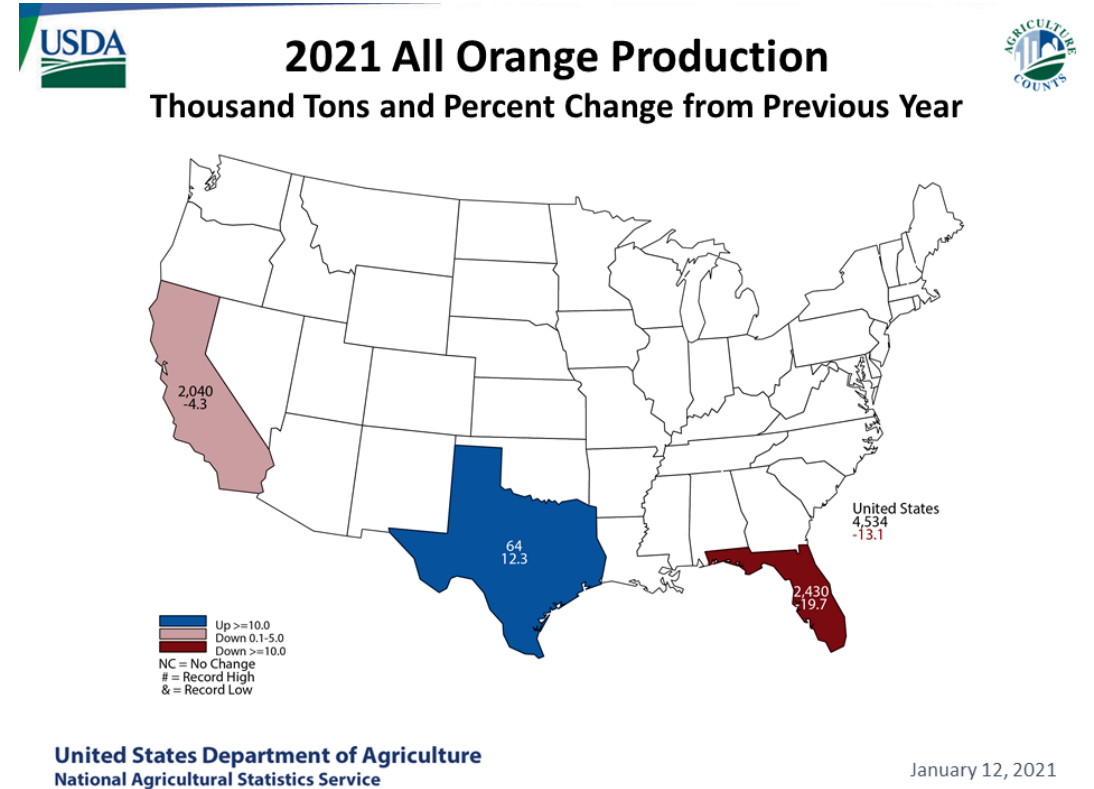 USDA
2021 All Orange Production
AGRICULTURE
COUNTS
Thousand Tons and Percent Change from Previous Year
2,040
-4.3
64
12.3
United States
4,534
-13.1
2,430
-19.7
Up >=10.0
Down 0.1-5.0
Down >=10.0
NC = No Change
# = Record High
& = Record Low
United States Department of Agriculture
National Agricultural Statistics Service
January 12, 2021